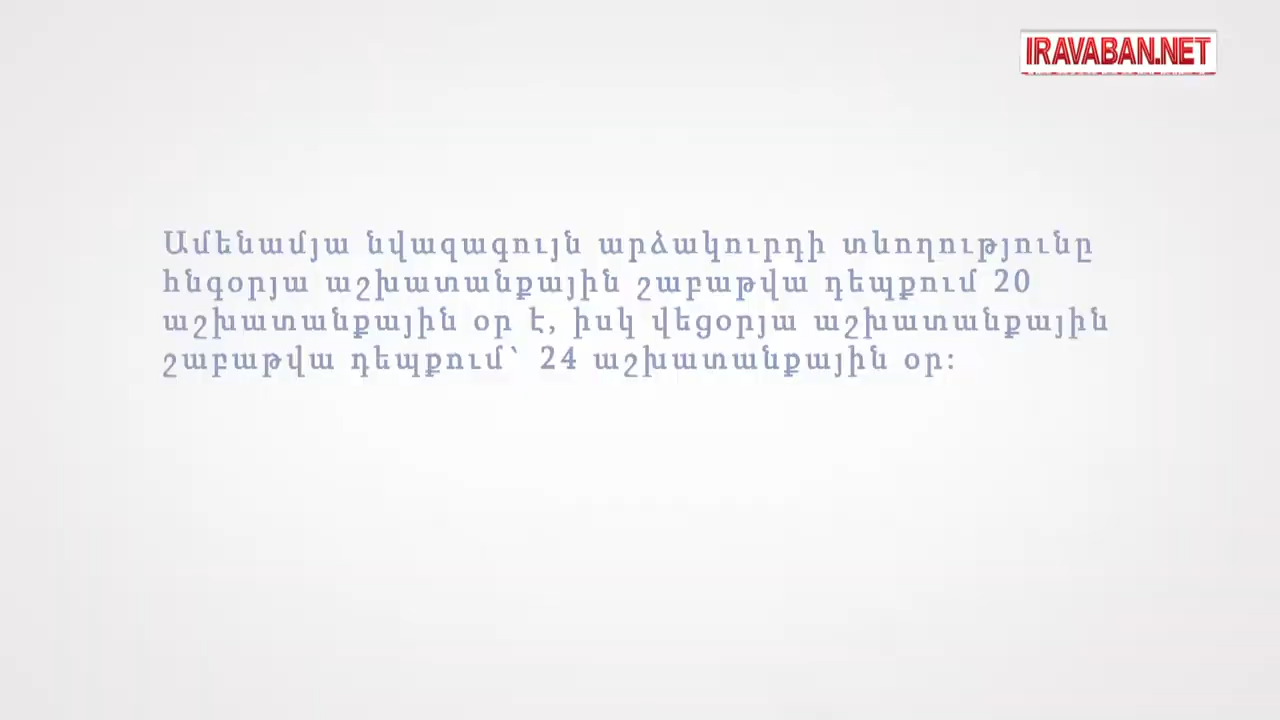 IRAVABAN.NET
Ամենամյա նվազագույն արձակուրդի տևողությունը
հնգօրյա աշխատանքային շաբաթվա դեպքում 20
աշխատանքային օր է, իսկ վեցօրյա աշխատանքային
շաբաթվա դեպքում՝ 24 աշխատանքային օր: